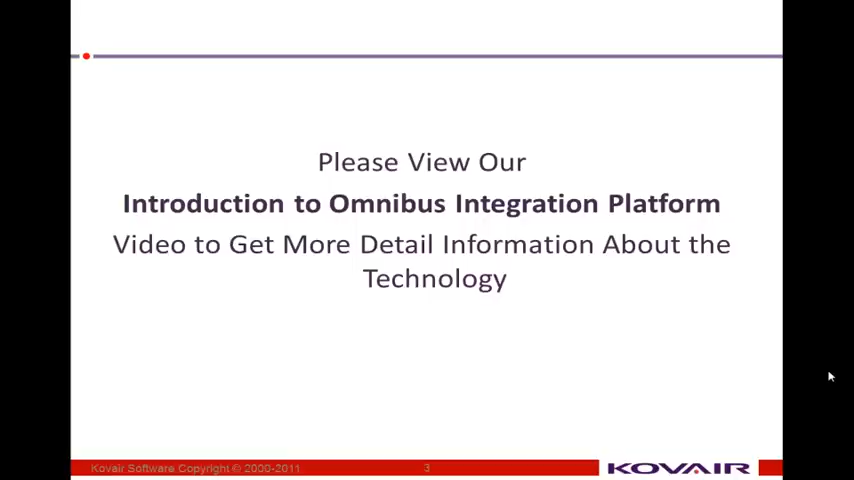 Please View Our
Introduction to Omnibus Integration Platform
Video to Get More Detail Information About the
Technology
Kovair Software Copyright © 2000-2011
3
KOVAIR